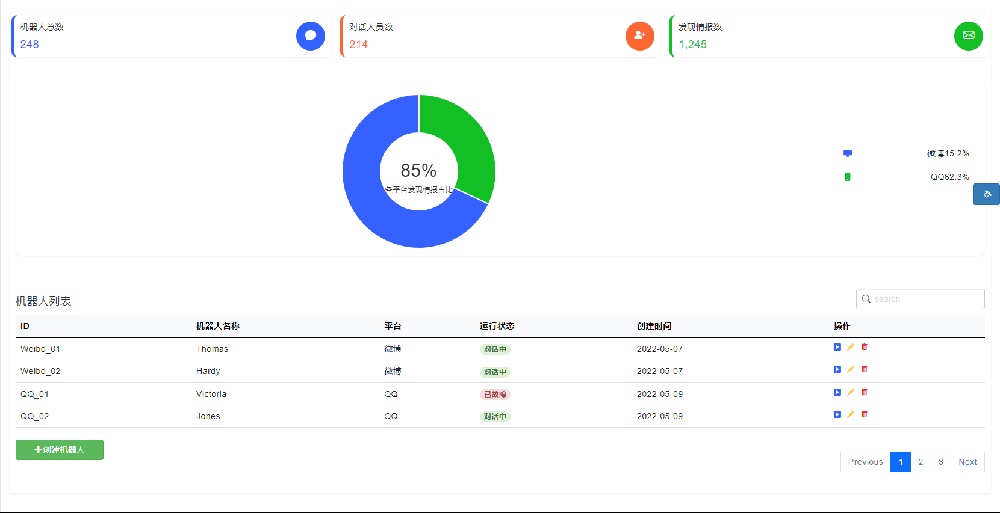 机器人总数
248
对话人员数
214
发现情报数
1,245
85%
各平台发现情报占比
微博15.2%
QQ62.3%
机器人列表
search
ID 机器人名称 平台 运行状态 创建时间 操作
Weibo_01 Thomas 微博 对话中 2022-05-07
Weibo_02 Hardy 微博 对话中 2022-05-07
QQ_01 Victoria QQ 已故障 2022-05-09
QQ_02 Jones QQ 对话中 2022-05-09
创建机器人
Previous 1 2 3 Next